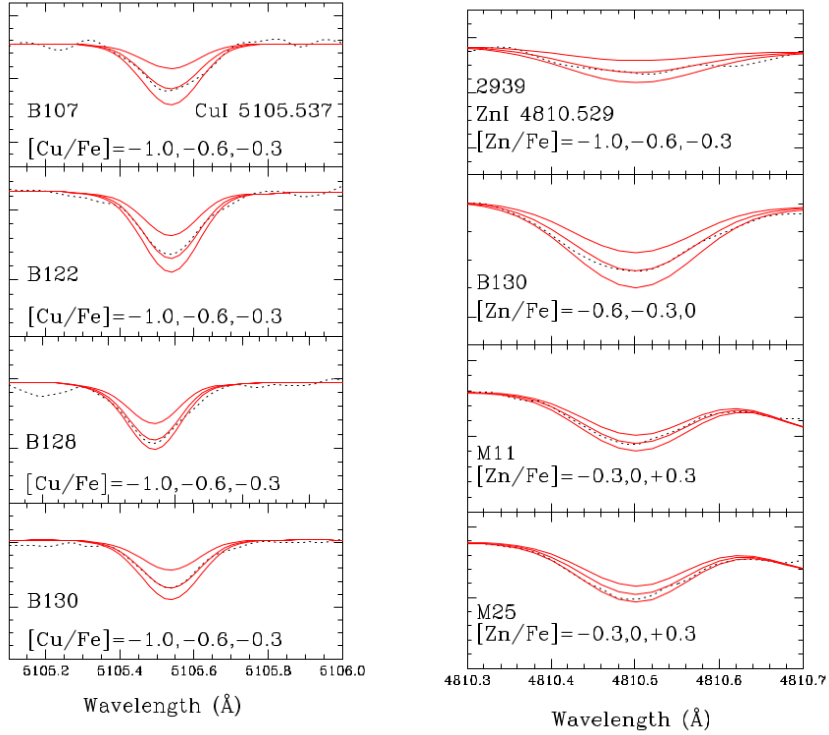 B107 CuI 5105.537
[Cu/Fe]=−1.0,−0.6,−0.3
B122
[Cu/Fe]=−1.0,−0.6,−0.3
B128
[Cu/Fe]=−1.0,−0.6,−0.3
B130
[Cu/Fe]=−1.0,−0.6,−0.3
5105.2 5105.4 5105.6 5105.8 5106.0
Wavelength (Å)
2939
ZnI 4810.529
[Zn/Fe]=−1.0,−0.6,−0.3
B130
[Zn/Fe]=−0.6,−0.3,0
M11
[Zn/Fe]=−0.3,0,+0.3
M25
[Zn/Fe]=−0.3,0,+0.3
4810.3 4810.4 4810.5 4810.6 4810.7
Wavelength (Å)